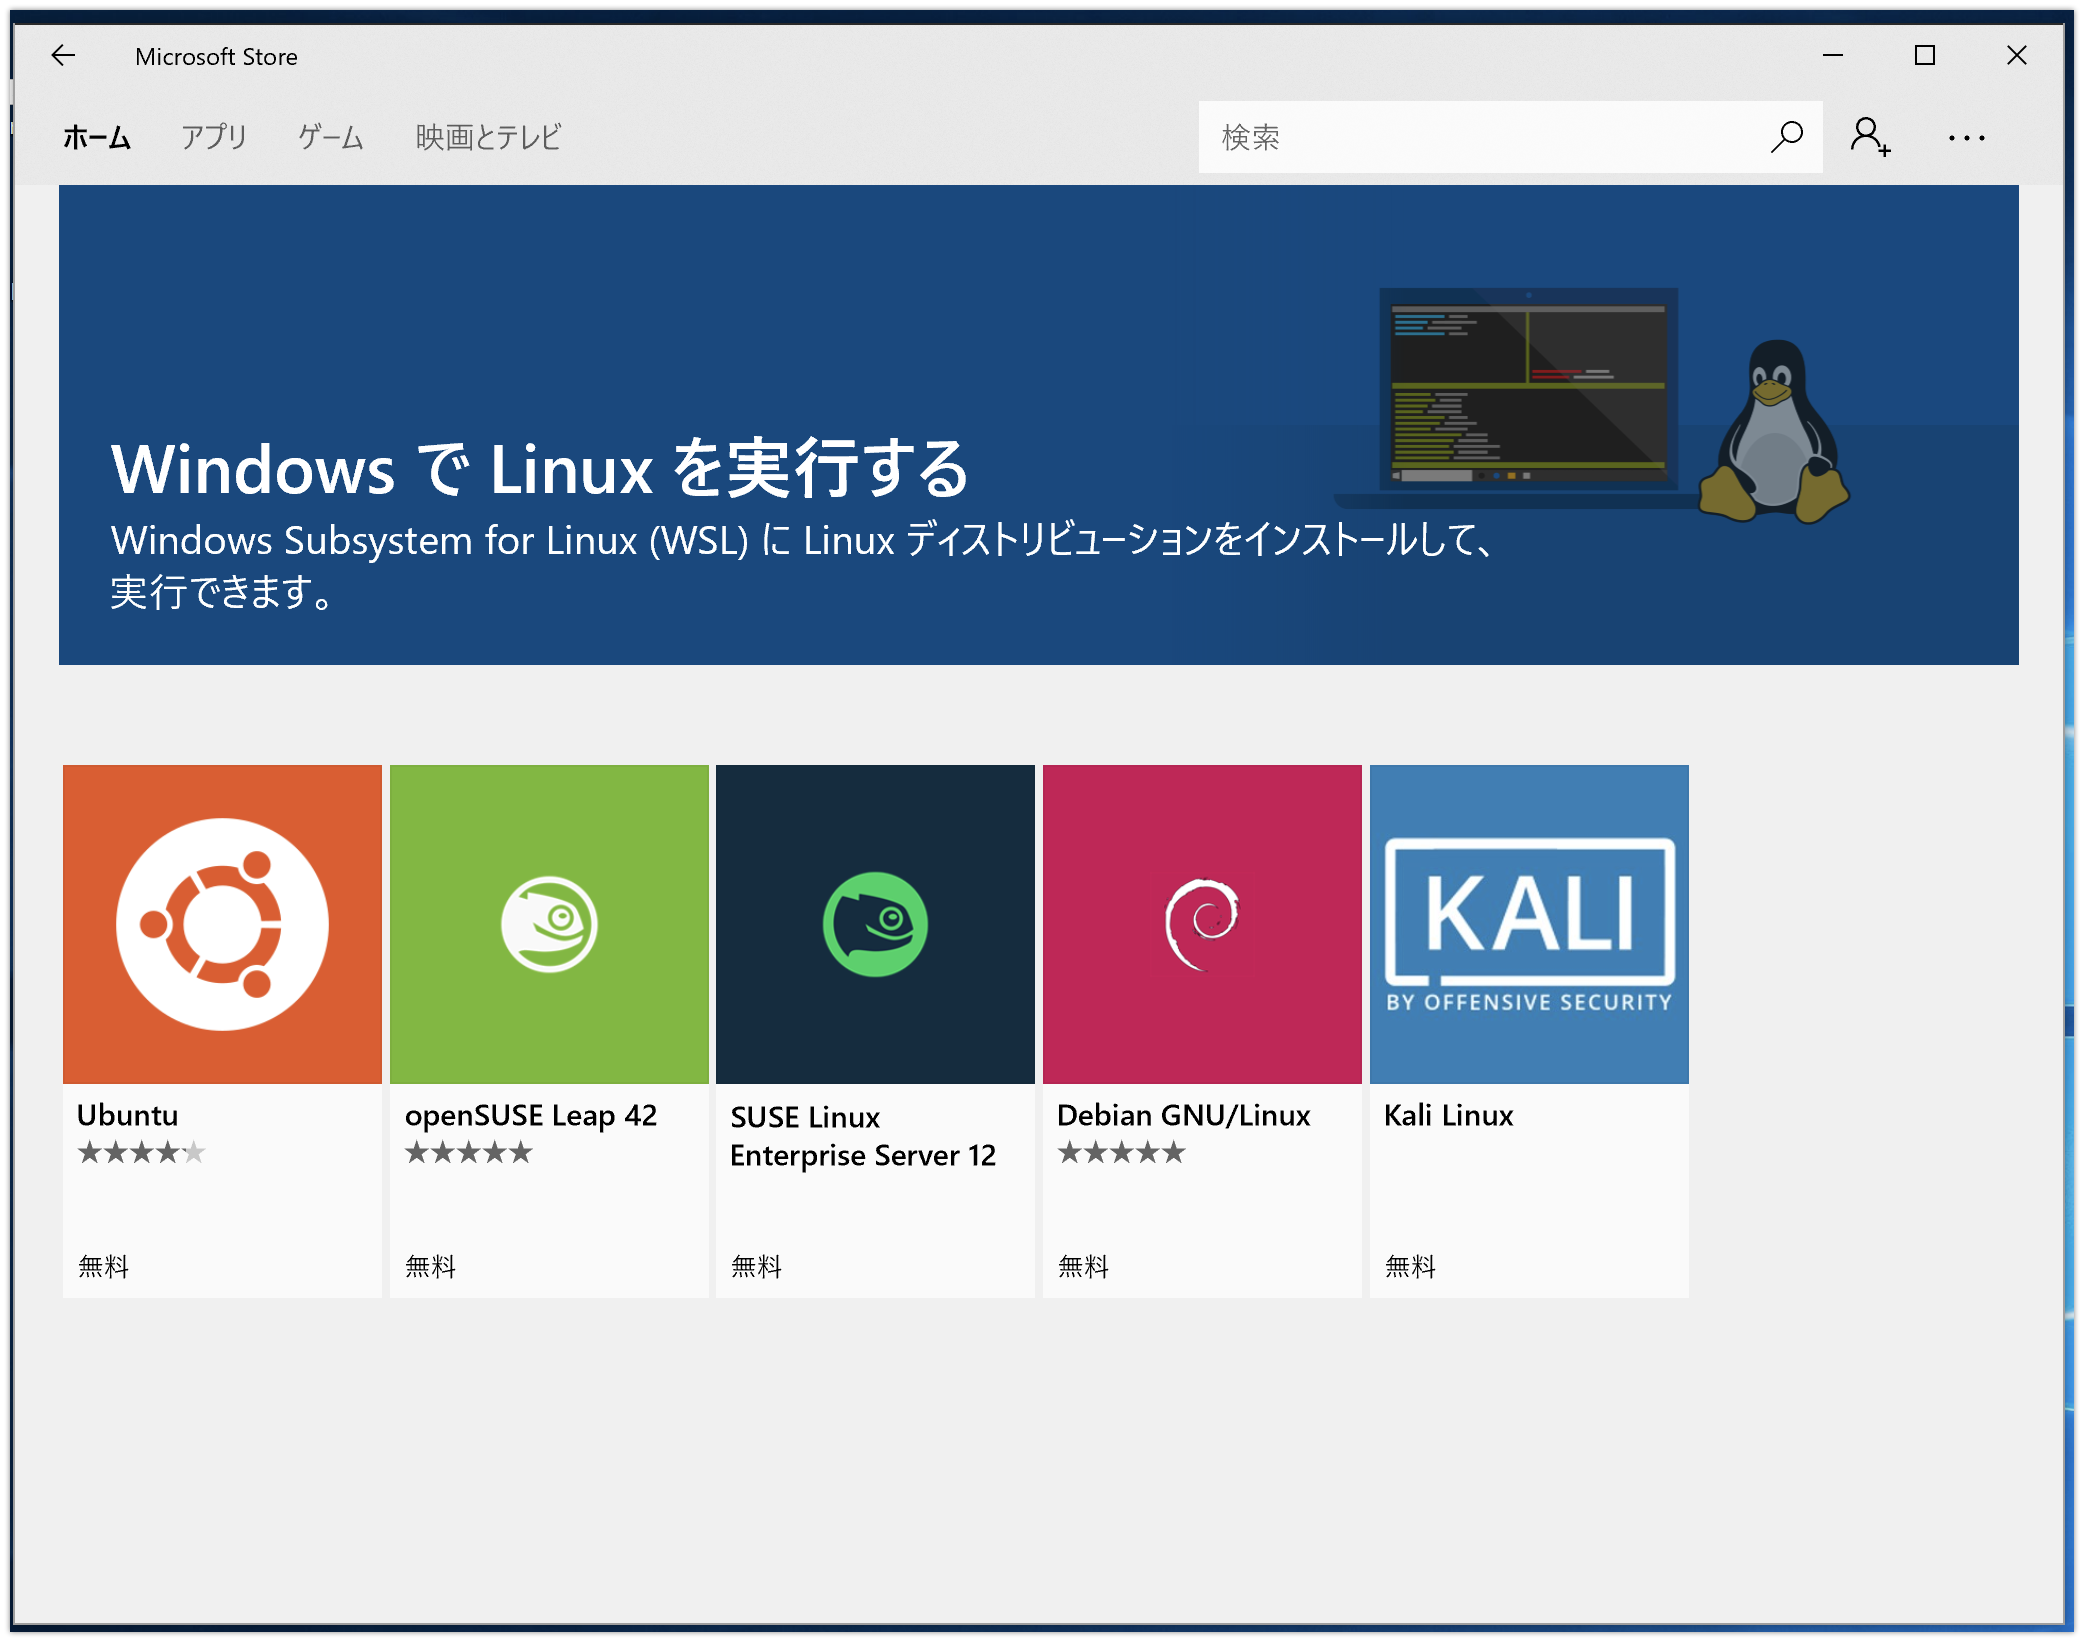 Microsoft Store
ホーム アプリ ゲーム 映画とテレビ 検索
Windows で Linux を実行する
Windows Subsystem for Linux (WSL) に Linux ディストリビューションをインストールして、
実行できます。
KALI
BY OFFENSIVE SECURITY
Ubuntu
無料
openSUSE Leap 42
無料
SUSE Linux
Enterprise Server 12
無料
Debian GNU/Linux
無料
Kali Linux
無料